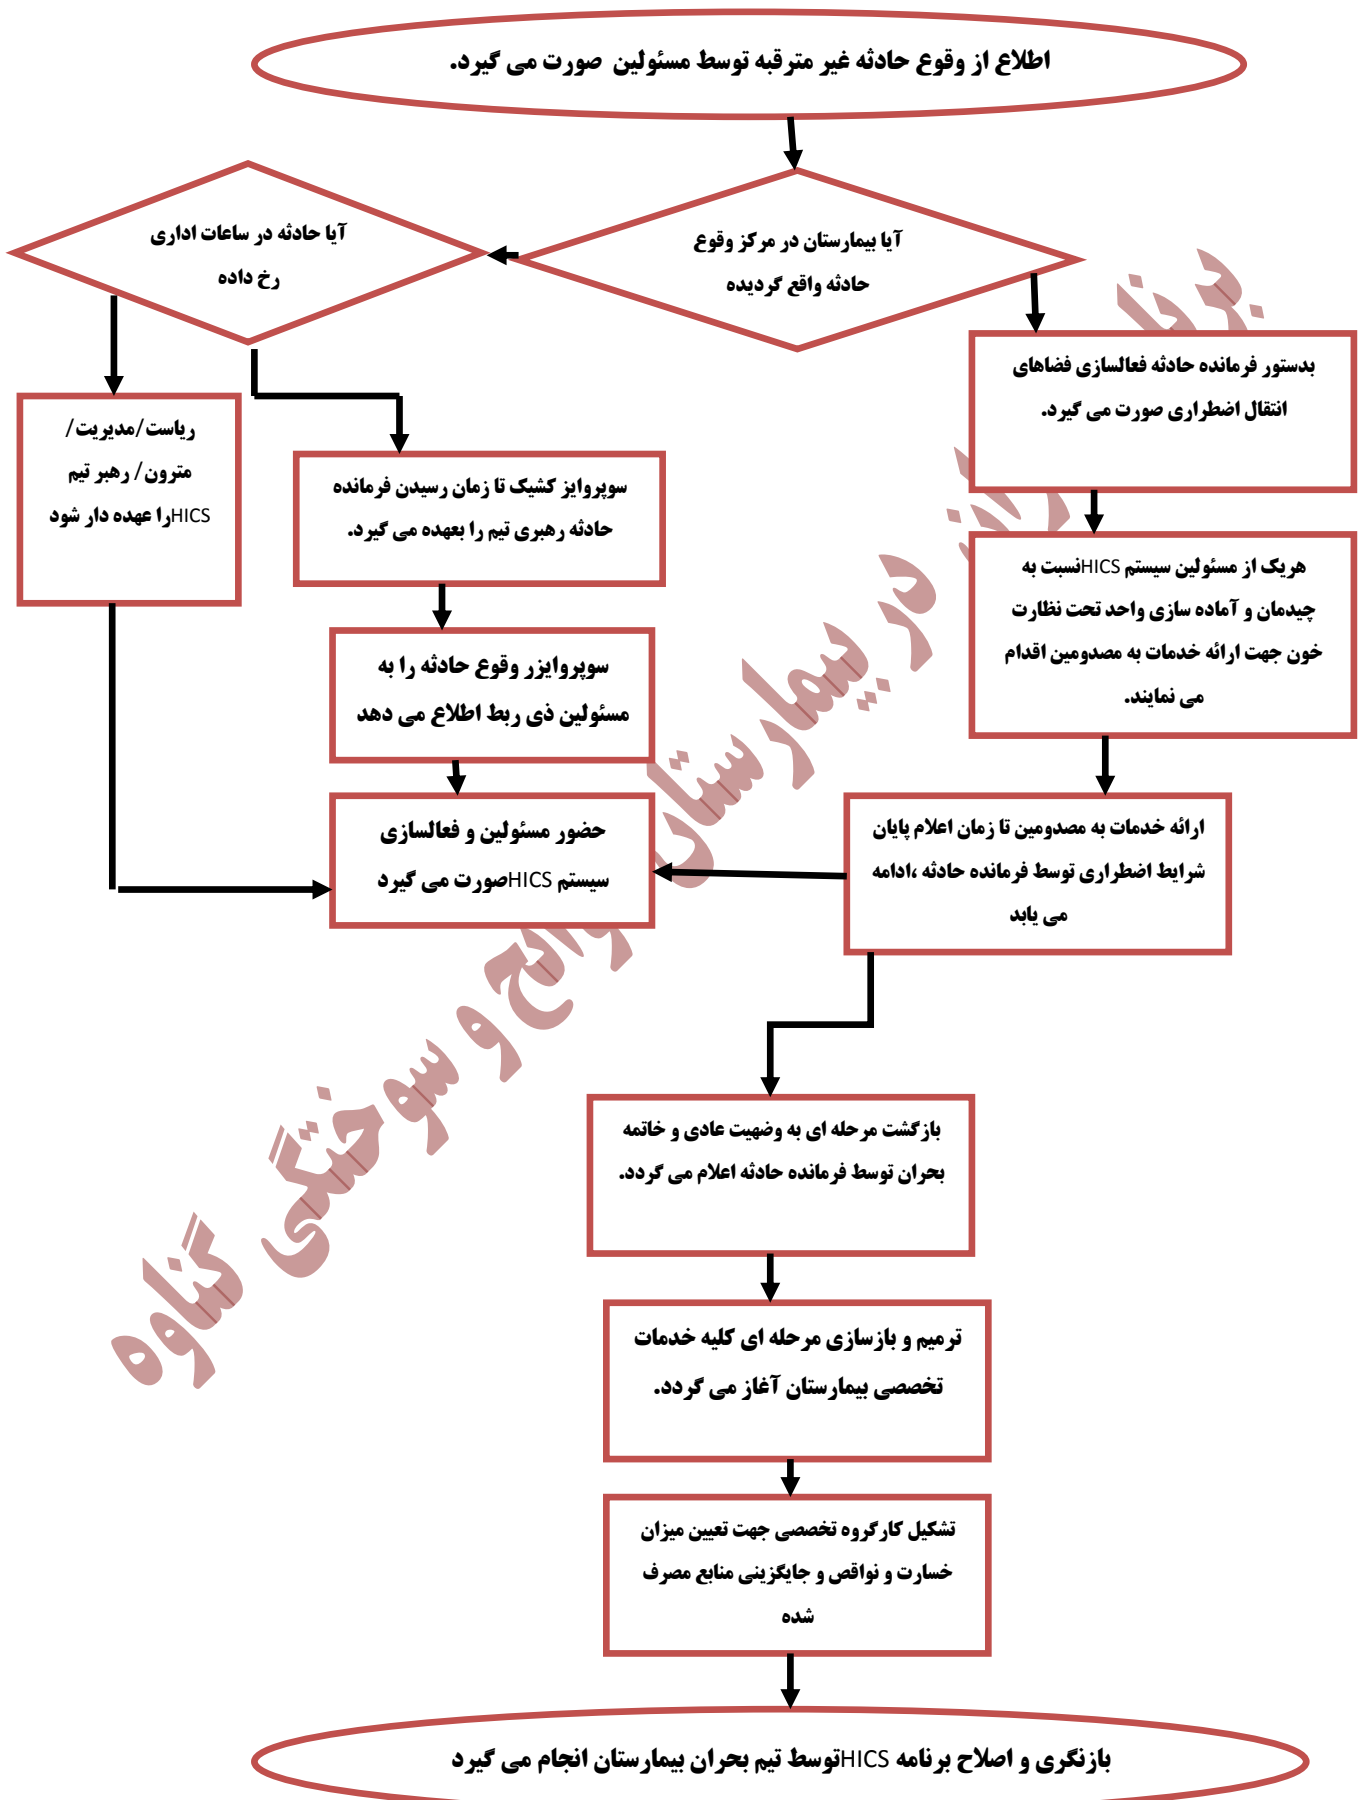 اطلاع از وقوع حادثه غیر مترقبه توسط مسئولین صورت می گیرد.
آیا بیمارستان در مرکز وقوع
حادثه واقع گردیده
آیا حادثه در ساعات اداری
رخ داده
بدستور فرمانده حادثه فعالسازی فضاهای
انتقال اضطراری صورت می گیرد.
ریاست/مدیریت/
مترون/ رهبر تیم
HICSرا عهده دار شود
سوپروایز کشیک تا زمان رسیدن فرمانده
حادثه رهبری تیم را بعهده می گیرد.
هریک از مسئولین سیستم HICSنسبت به
چیدمان و آماده سازی واحد تحت نظارت
خون جهت ارائه خدمات به مصدومین اقدام
می نمایند.
سوپروایزر وقوع حادثه را به
مسئولین ذی ربط اطلاع می دهد
حضور مسئولین و فعالسازی
سیستم HICSصورت می گیرد
ارائه خدمات به مصدومین تا زمان اعلام پایان
شرایط اضطراری توسط فرمانده حادثه ،ادامه
می یابد
بازگشت مرحله ای به وضهیت عادی و خاتمه
بحران توسط فرمانده حادثه اعلام می گردد.
ترمیم و بازسازی مرحله ای کلیه خدمات
تخصصی بیمارستان آغاز می گردد.
تشکیل کارگروه تخصصی جهت تعیین میزان
خسارت و نواقص و جایگزینی منابع مصرف
شده
بازنگری و اصلاح برنامه HICSتوسط تیم بحران بیمارستان انجام می گیرد
در بیمارستان سوانح و سوختگی گناوه